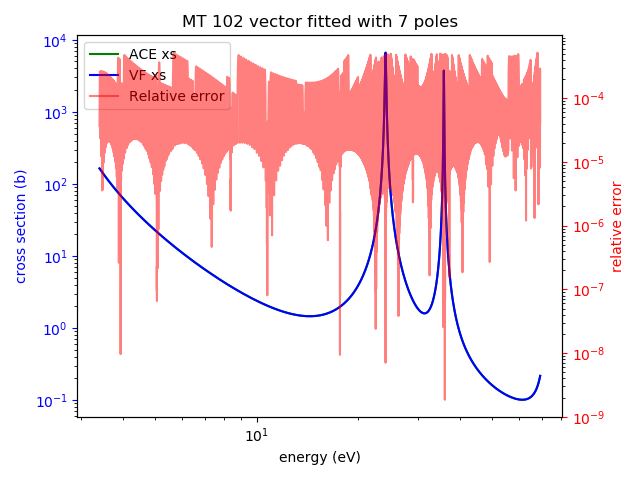 MT 102 vector fitted with 7 poles
ACE xs
VF xs
Relative error
cross section (b)
10^4
10^3
10^2
10^1
10^0
10^-1
relative error
10^-4
10^-5
10^-6
10^-7
10^-8
10^-9
10^1
energy (eV)